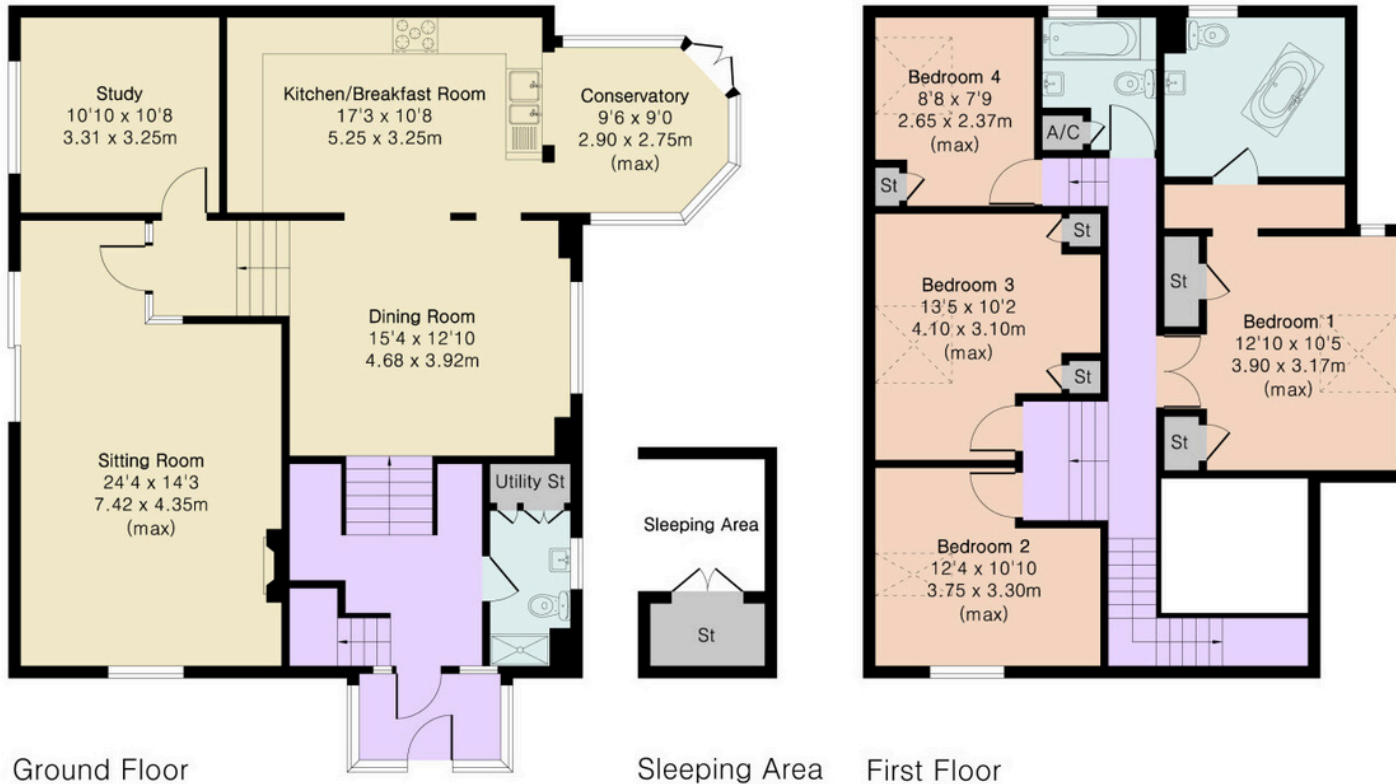 Study
10'10 x 10'8
3.31 x 3.25m
Kitchen/Breakfast Room
17'3 x 10'8
5.25 x 3.25m
Conservatory
9'6 x 9'0
2.90 x 2.75m
(max)
Dining Room
15'4 x 12'10
4.68 x 3.92m
Sitting Room
24'4 x 14'3
7.42 x 4.35m
(max)
Utility St
Ground Floor
Sleeping Area
St
Sleeping Area
Bedroom 4
8'8 x 7'9
2.65 x 2.37m
(max)
A/C
St
St
Bedroom 3
13'5 x 10'2
4.10 x 3.10m
(max)
St
St
Bedroom 1
12'10 x 10'5
3.90 x 3.17m
(max)
St
Bedroom 2
12'4 x 10'10
3.75 x 3.30m
(max)
First Floor